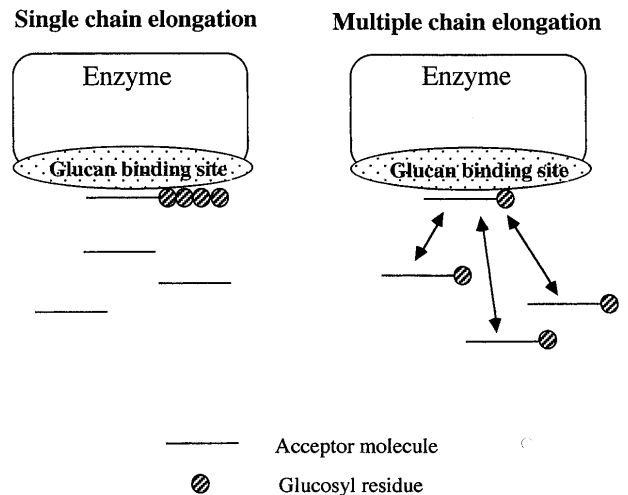 Single chain elongation
Multiple chain elongation
Enzyme
Enzyme
Glucan binding site
Glucan binding site
Acceptor molecule
Glucosyl residue